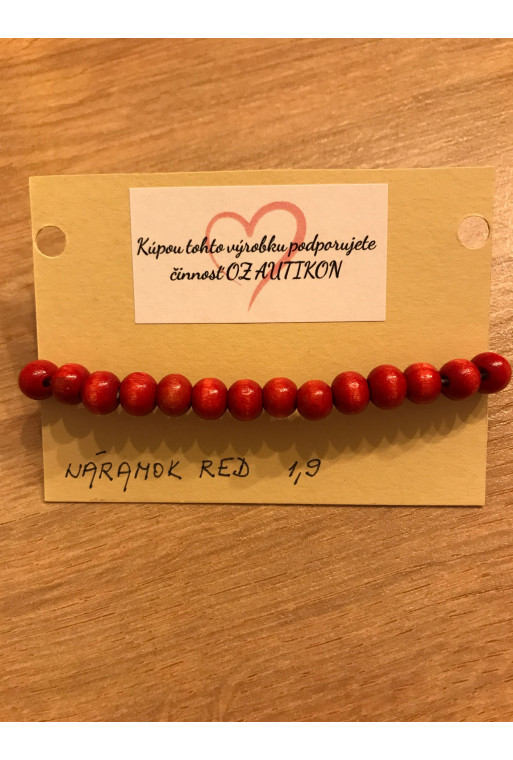 Kúpou tohto výrobku podporujete
činnosť OZ AUTIKON
NÁRAMOK RED 1,9